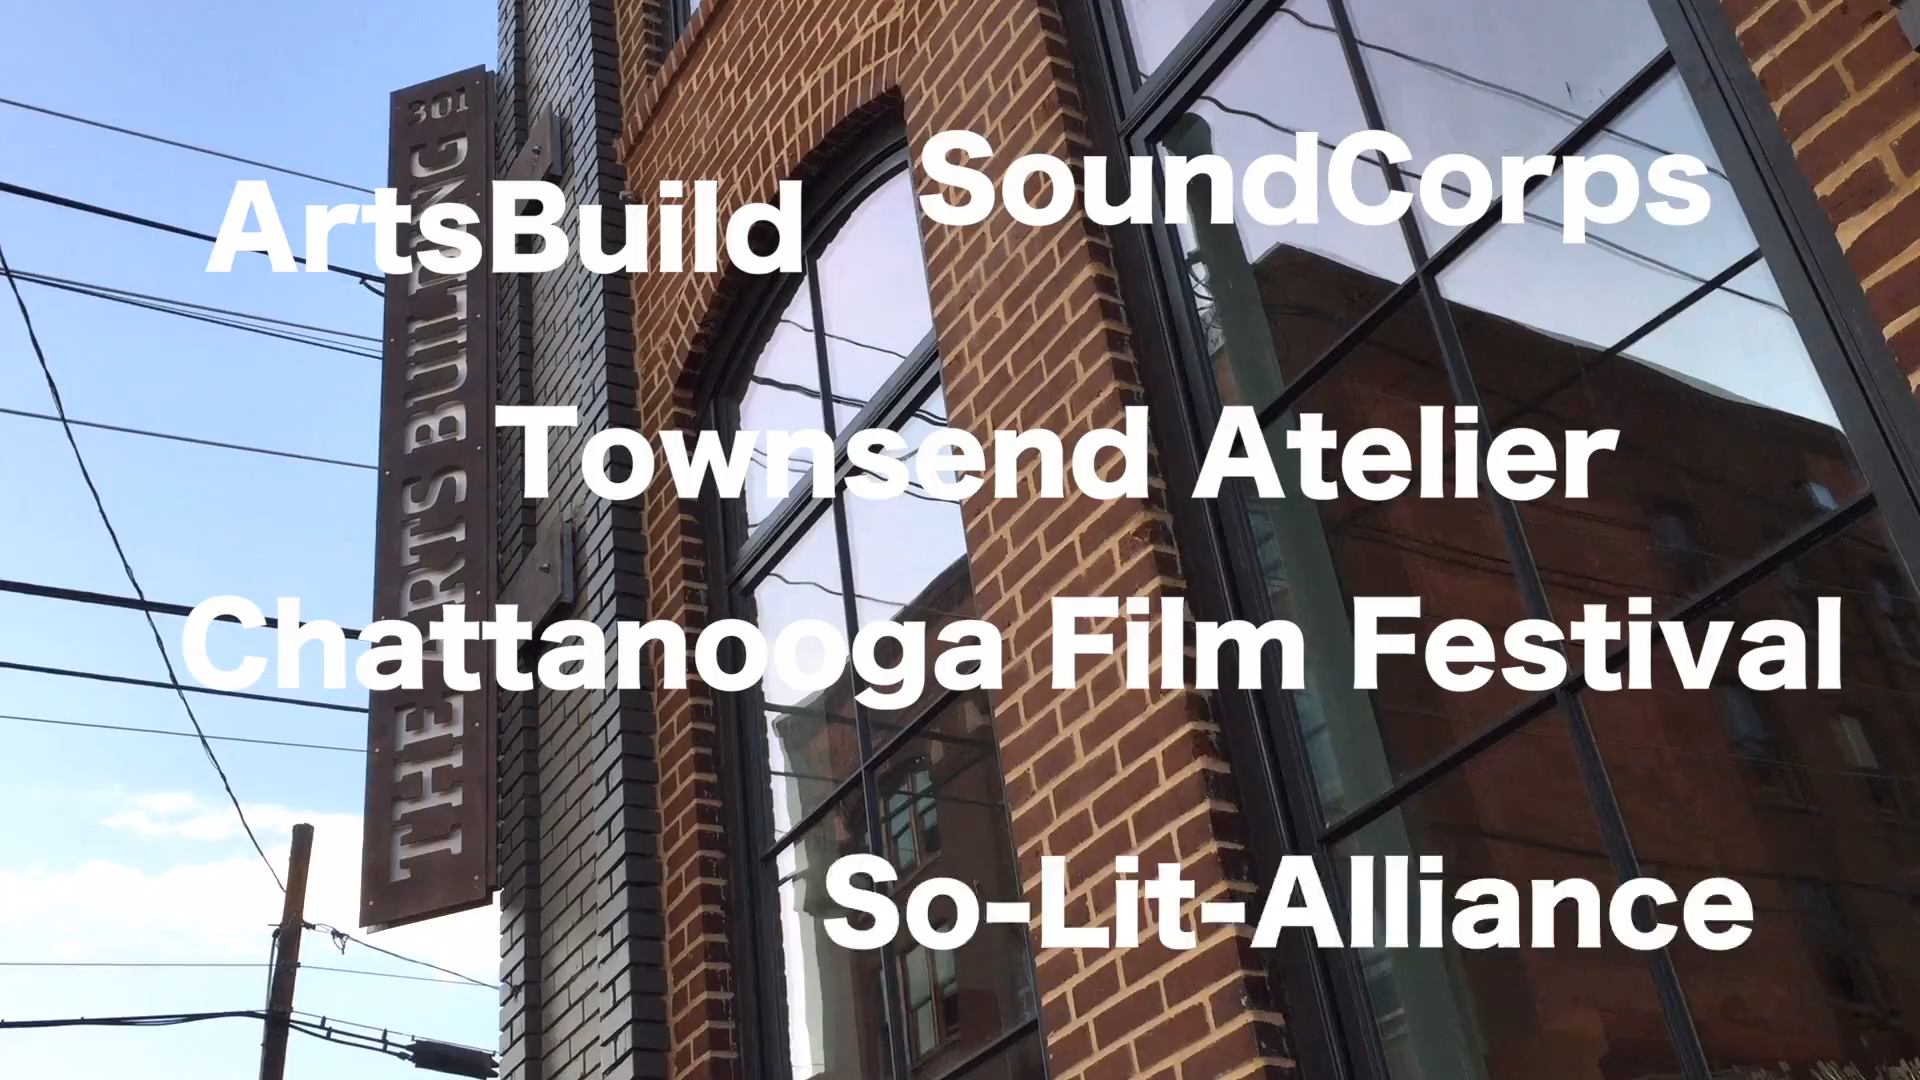 301
THE ARTS BUILDING
ArtsBuild
SoundCorps
Townsend Atelier
Chattanooga Film Festival
So-Lit-Alliance